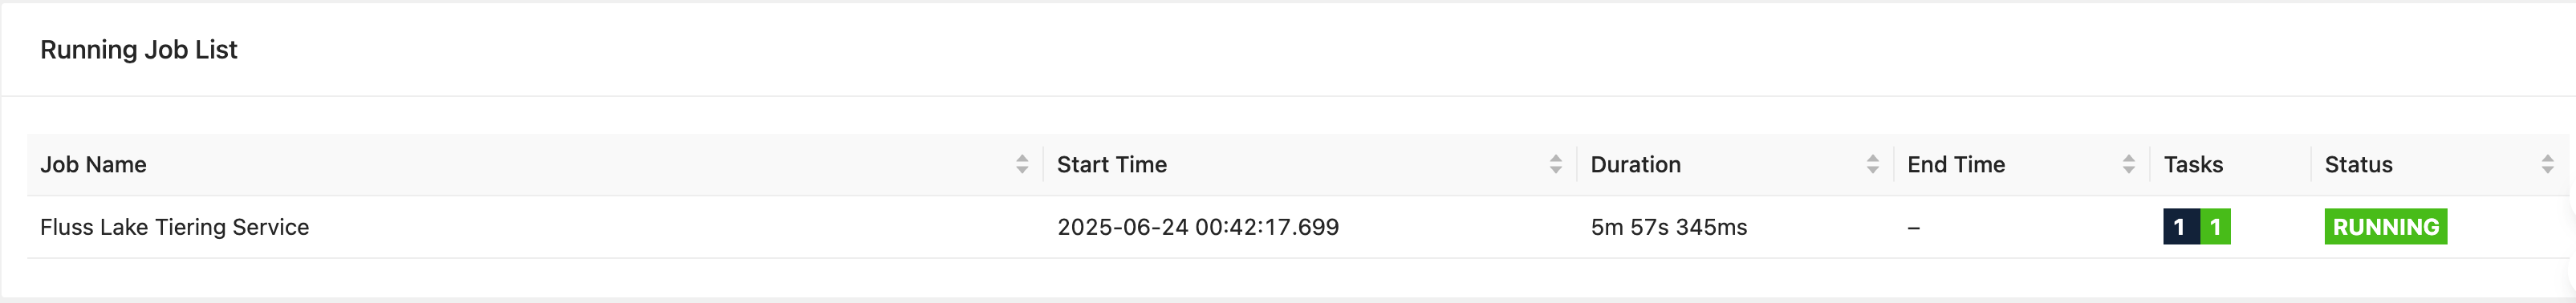 Running Job List
Job Name Start Time Duration End Time Tasks Status
Fluss Lake Tiering Service 2025-06-24 00:42:17.699 5m 57s 345ms – 1 1 RUNNING